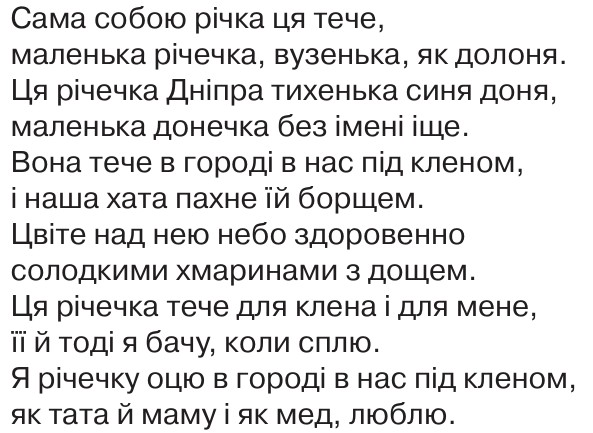 Сама собою річка ця тече,
маленька річечка, вузенька, як долоня.
Ця річечка Дніпра тихенька синя доня,
маленька донечка без імені іще.
Вона тече в городі в нас під кленом,
і наша хата пахне їй борщем.
Цвіте над нею небо здоровенно
солодкими хмаринами з дощем.
Ця річечка тече для клена і для мене,
її й тоді я бачу, коли сплю.
Я річечку оцю в городі в нас під кленом,
як тата й маму і як мед, люблю.